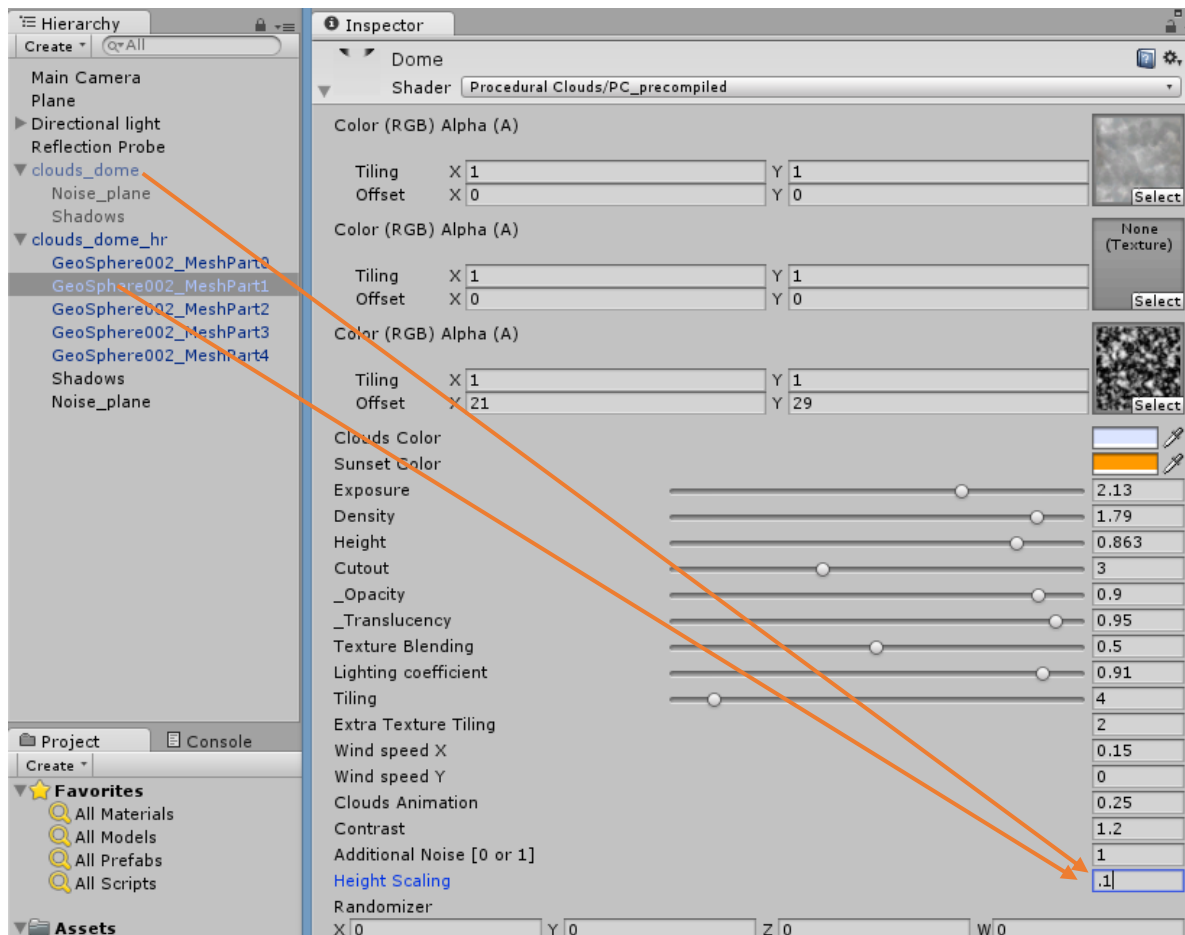 Hierarchy
Create All
Main Camera
Plane
Directional light
Reflection Probe
clouds_dome
Noise_plane
Shadows
clouds_dome_hr
GeoSphere002_MeshPart0
GeoSphere002_MeshPart1
GeoSphere002_MeshPart2
GeoSphere002_MeshPart3
GeoSphere002_MeshPart4
Shadows
Noise_plane
Project Console
Create
Favorites
All Materials
All Models
All Prefabs
All Scripts
Assets
Inspector
Dome
Shader Procedural Clouds/PC_precompiled
Color (RGB) Alpha (A)
Tiling X 1 Y 1
Offset X 0 Y 0
Select
Color (RGB) Alpha (A)
None
(Texture)
Tiling X 1 Y 1
Offset X 0 Y 0
Select
Color (RGB) Alpha (A)
Tiling X 1 Y 1
Offset X 21 Y 29
Select
Clouds Color
Sunset Color
Exposure 2.13
Density 1.79
Height 0.863
Cutout 3
_Opacity 0.9
_Translucency 0.95
Texture Blending 0.5
Lighting coefficient 0.91
Tiling 4
Extra Texture Tiling 2
Wind speed X 0.15
Wind speed Y 0
Clouds Animation 0.25
Contrast 1.2
Additional Noise [0 or 1] 1
Height Scaling .1
Randomizer
X 0 Y 0 Z 0 W 0